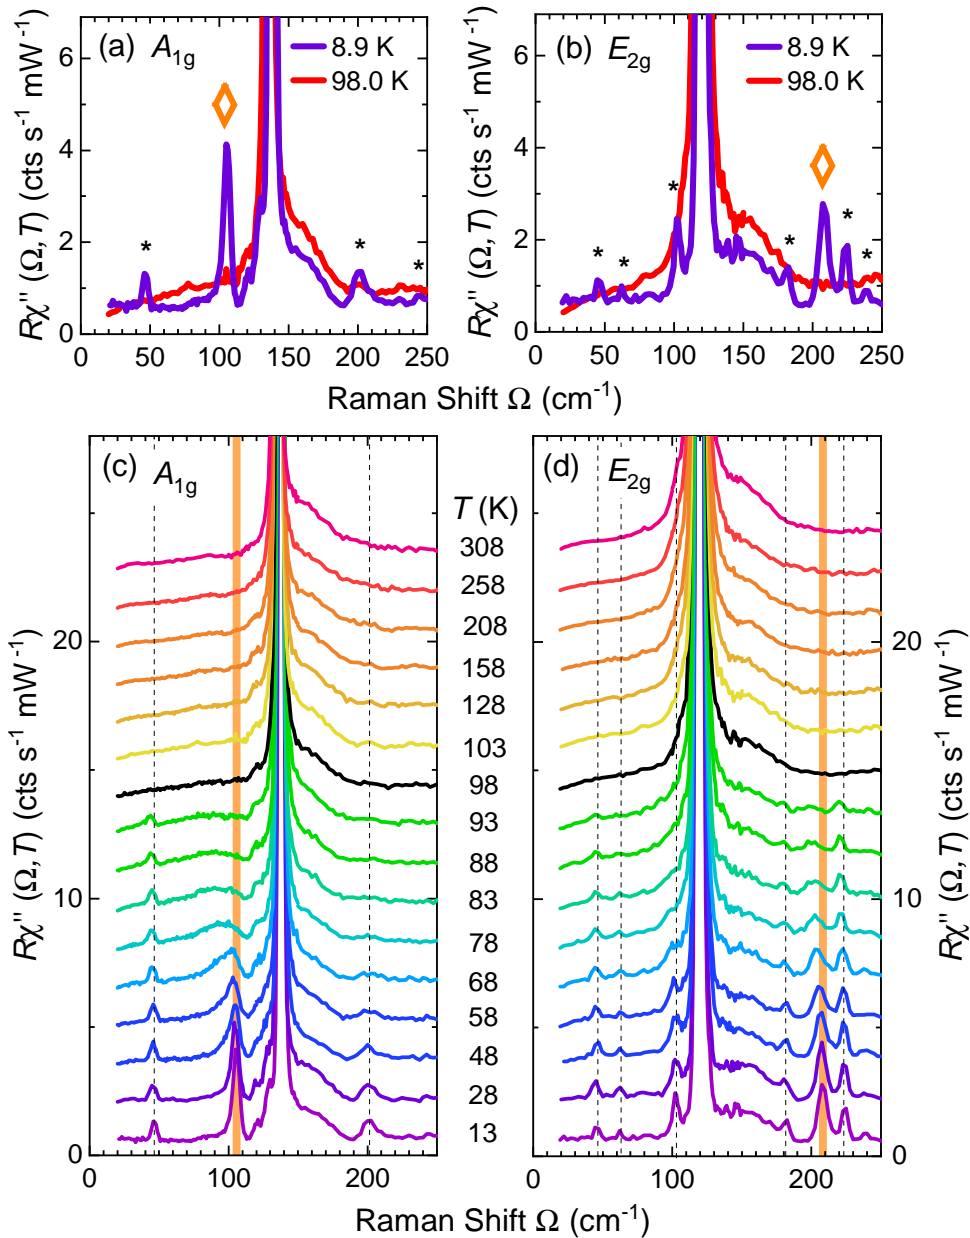 (a) A1g
8.9 K
98.0 K
* * *
0 2 4 6
0 50 100 150 200 250
Rχ'' (Ω,T) (cts s⁻¹ mW⁻¹)
(b) E2g
8.9 K
98.0 K
* * * * * *
0 2 4 6
0 50 100 150 200 250
Rχ'' (Ω,T) (cts s⁻¹ mW⁻¹)
Raman Shift Ω (cm⁻¹)
(c) A1g
0 10 20
0 100 200
Rχ'' (Ω,T) (cts s⁻¹ mW⁻¹)
T (K)
308
258
208
158
128
103
98
93
88
83
78
68
58
48
28
13
(d) E2g
0 10 20
0 100 200
Rχ'' (Ω,T) (cts s⁻¹ mW⁻¹)
Raman Shift Ω (cm⁻¹)